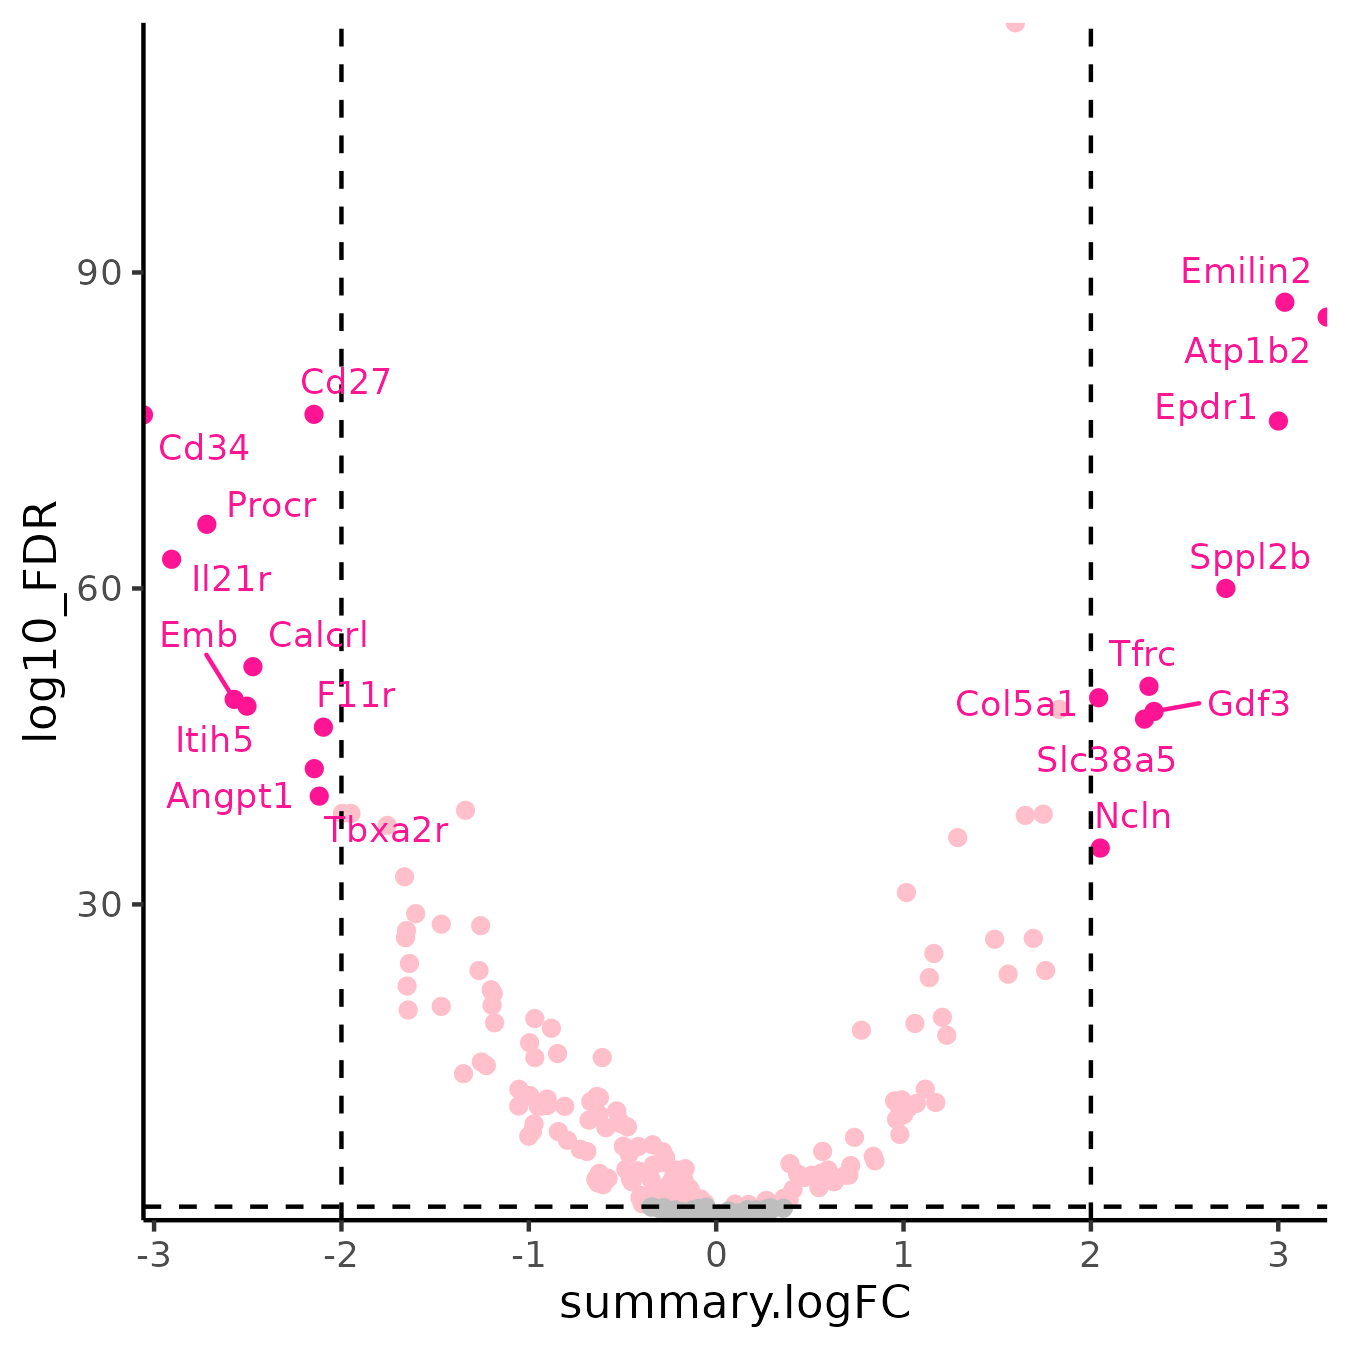 Emilin2
90
Atp1b2
Cd27
Epdr1
Cd34
Procr
Sppl2b
Il21r
60
Emb
Calcrl
Tfrc
F11r
Col5a1
Gdf3
Itih5
Slc38a5
Angpt1
Ncln
Tbxa2r
30
log10_FDR
-3 -2 -1 0 1 2 3
summary.logFC